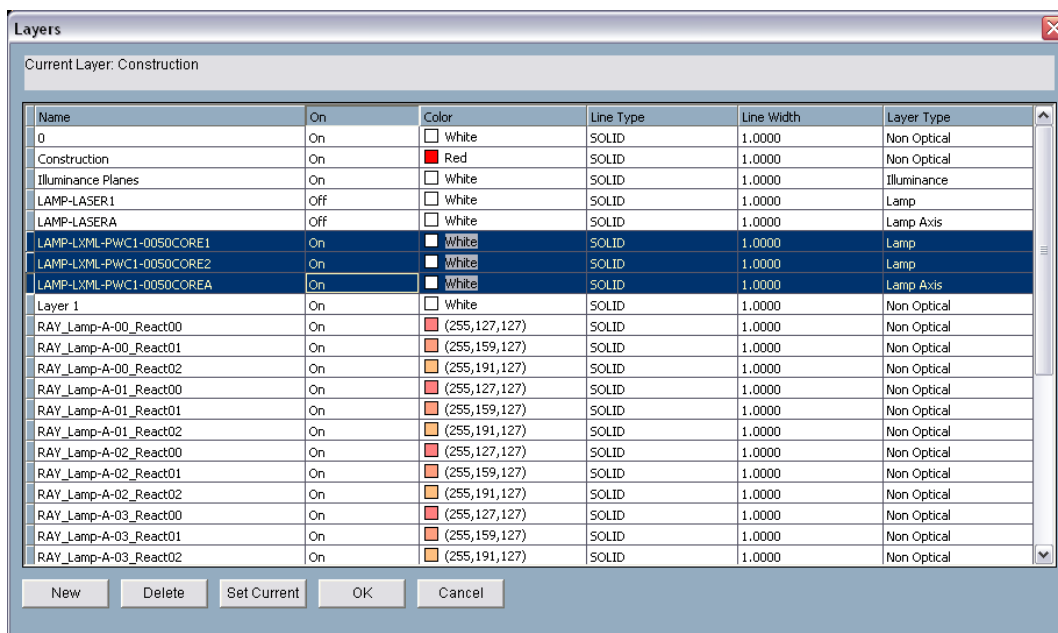 Layers
Current Layer: Construction
Name On Color Line Type Line Width Layer Type
0 On White SOLID 1.0000 Non Optical
Construction On Red SOLID 1.0000 Non Optical
Illuminance Planes On White SOLID 1.0000 Illuminance
LAMP-LASER1 Off White SOLID 1.0000 Lamp
LAMP-LASERA Off White SOLID 1.0000 Lamp Axis
LAMP-LXML-PWC1-0050CORE1 On White SOLID 1.0000 Lamp
LAMP-LXML-PWC1-0050CORE2 On White SOLID 1.0000 Lamp
LAMP-LXML-PWC1-0050COREA On White SOLID 1.0000 Lamp Axis
Layer 1 On White SOLID 1.0000 Non Optical
RAY_Lamp-A-00_React00 On (255,127,127) SOLID 1.0000 Non Optical
RAY_Lamp-A-00_React01 On (255,159,127) SOLID 1.0000 Non Optical
RAY_Lamp-A-00_React02 On (255,191,127) SOLID 1.0000 Non Optical
RAY_Lamp-A-01_React00 On (255,127,127) SOLID 1.0000 Non Optical
RAY_Lamp-A-01_React01 On (255,159,127) SOLID 1.0000 Non Optical
RAY_Lamp-A-01_React02 On (255,191,127) SOLID 1.0000 Non Optical
RAY_Lamp-A-02_React00 On (255,127,127) SOLID 1.0000 Non Optical
RAY_Lamp-A-02_React01 On (255,159,127) SOLID 1.0000 Non Optical
RAY_Lamp-A-02_React02 On (255,191,127) SOLID 1.0000 Non Optical
RAY_Lamp-A-03_React00 On (255,127,127) SOLID 1.0000 Non Optical
RAY_Lamp-A-03_React01 On (255,159,127) SOLID 1.0000 Non Optical
RAY_Lamp-A-03_React02 On (255,191,127) SOLID 1.0000 Non Optical
New Delete Set Current OK Cancel